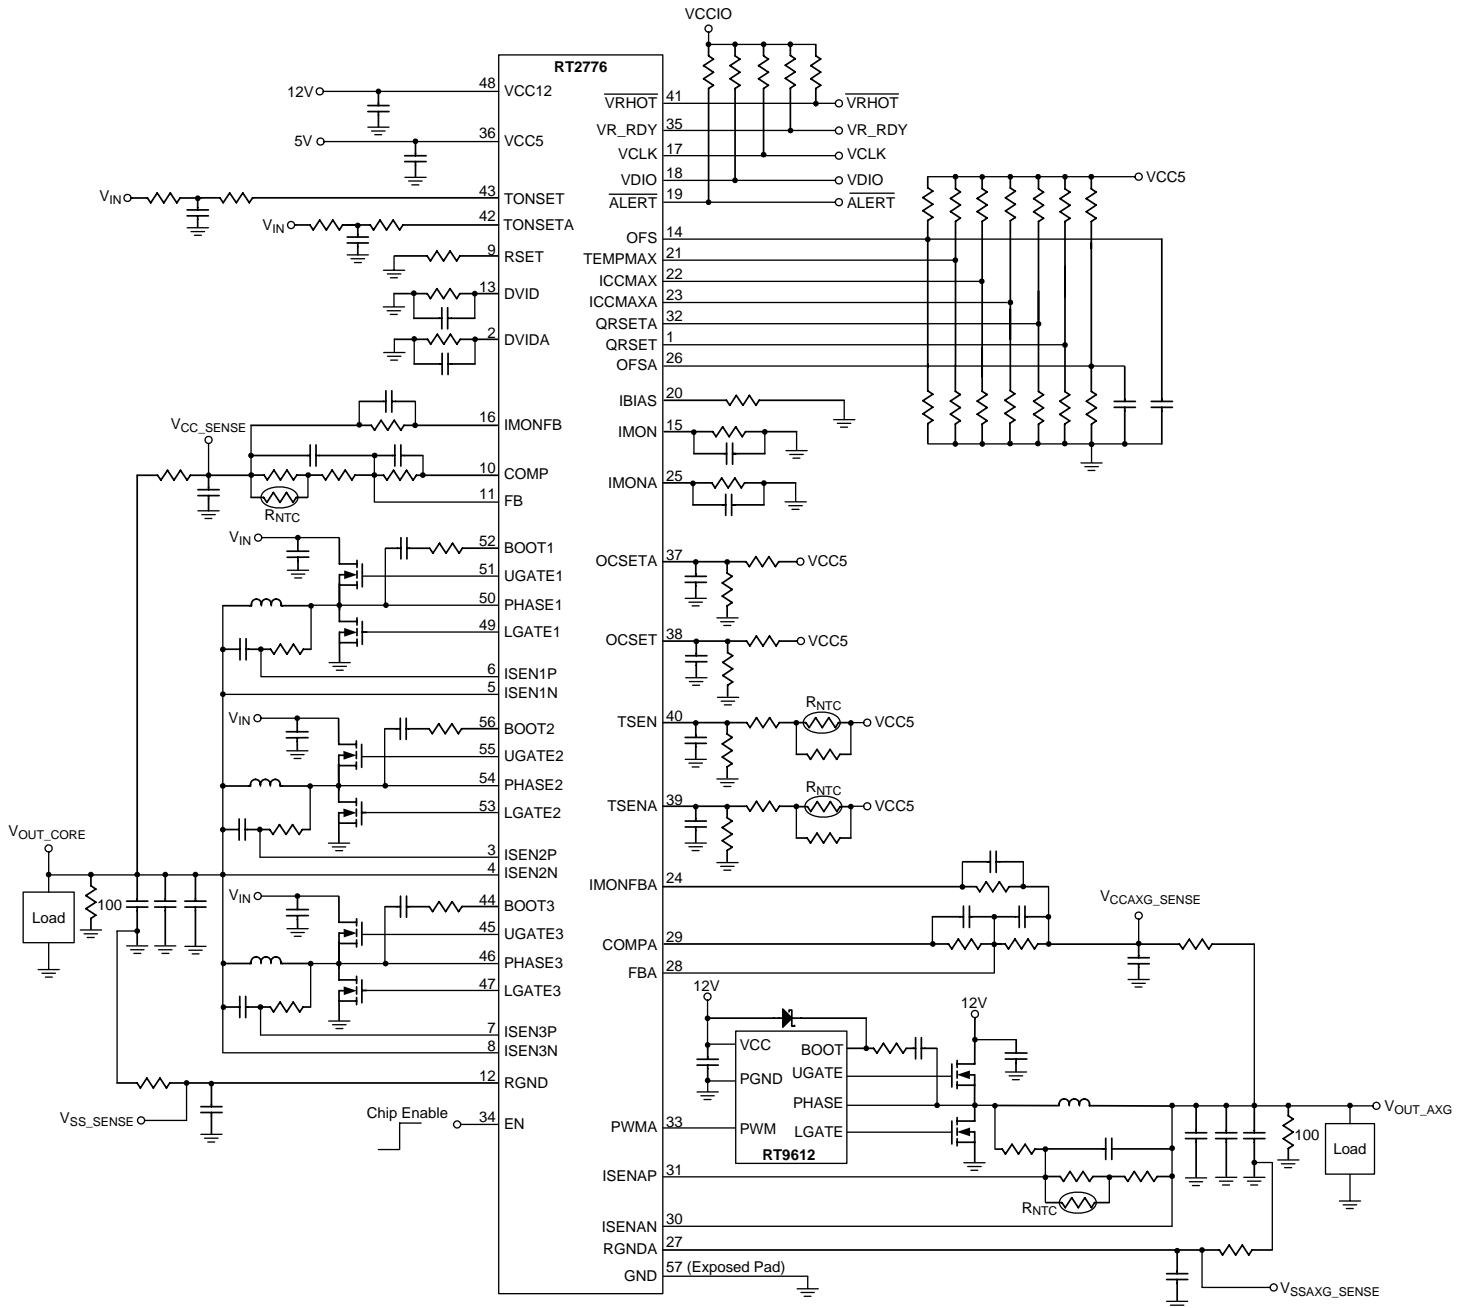 VCCIO
RT2776
12V
48
VCC12
5V
36
VCC5
VIN
43
TONSET
VIN
42
TONSETA
9
RSET
13
DVID
2
DVIDA
VCC_SENSE
16
IMONFB
10
COMP
11
FB
RNTC
VIN
52
BOOT1
51
UGATE1
50
PHASE1
49
LGATE1
6
ISEN1P
5
ISEN1N
VIN
56
BOOT2
55
UGATE2
54
PHASE2
53
LGATE2
3
ISEN2P
4
ISEN2N
VOUT_CORE
Load
100
VIN
44
BOOT3
45
UGATE3
46
PHASE3
47
LGATE3
7
ISEN3P
8
ISEN3N
12
RGND
VSS_SENSE
Chip Enable
34
EN
VRHOT
41
VRHOT
VR_RDY
35
VR_RDY
VCLK
17
VCLK
VDIO
18
VDIO
ALERT
19
ALERT
VCC5
OFS
14
TEMPMAX
21
ICCMAX
22
ICCMAXA
23
QRSETA
32
QRSET
1
OFSA
26
IBIAS
20
IMON
15
IMONA
25
OCSETA
37
VCC5
OCSET
38
VCC5
TSEN
40
RNTC
VCC5
TSENA
39
RNTC
VCC5
IMONFBA
24
VCCAXG_SENSE
COMPA
29
FBA
28
12V
12V
VCC
BOOT
PGND
UGATE
PHASE
PWM
LGATE
RT9612
PWMA
33
VOUT_AXG
100
Load
ISENAP
31
RNTC
ISENAN
30
RGNDA
27
GND
57 (Exposed Pad)
VSSAXG_SENSE